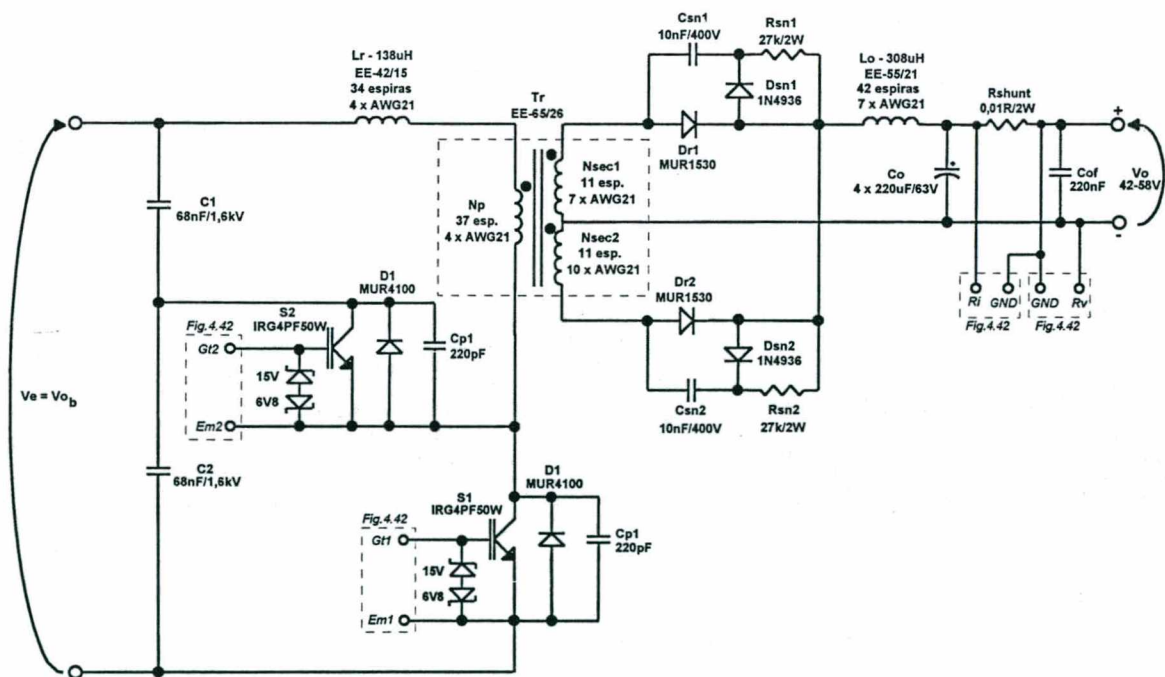 Lr - 138uH
EE-42/15
34 espiras
4 x AWG21
Tr
EE-65/26
Csn1
10nF/400V
Rsn1
27k/2W
Dsn1
1N4936
Dr1
MUR1530
Lo - 308uH
EE-55/21
42 espiras
7 x AWG21
Rshunt
0,01R/2W
+
Vo
42-58V
-
Co
+
4 x 220uF/63V
Cof
220nF
C1
68nF/1,6kV
Np
37 esp.
4 x AWG21
Nsec1
11 esp.
7 x AWG21
Nsec2
11 esp.
10 x AWG21
Dr2
MUR1530
Dsn2
1N4936
Csn2
10nF/400V
Rsn2
27k/2W
Ri
GND
GND
Rv
Fig.4.42
Fig.4.42
Ve = Vob
Fig.4.42
Gt2
Em2
S2
IRG4PF50W
15V
6V8
D1
MUR4100
Cp1
220pF
C2
68nF/1,6kV
Fig.4.42
Gt1
Em1
S1
IRG4PF50W
15V
6V8
D1
MUR4100
Cp1
220pF